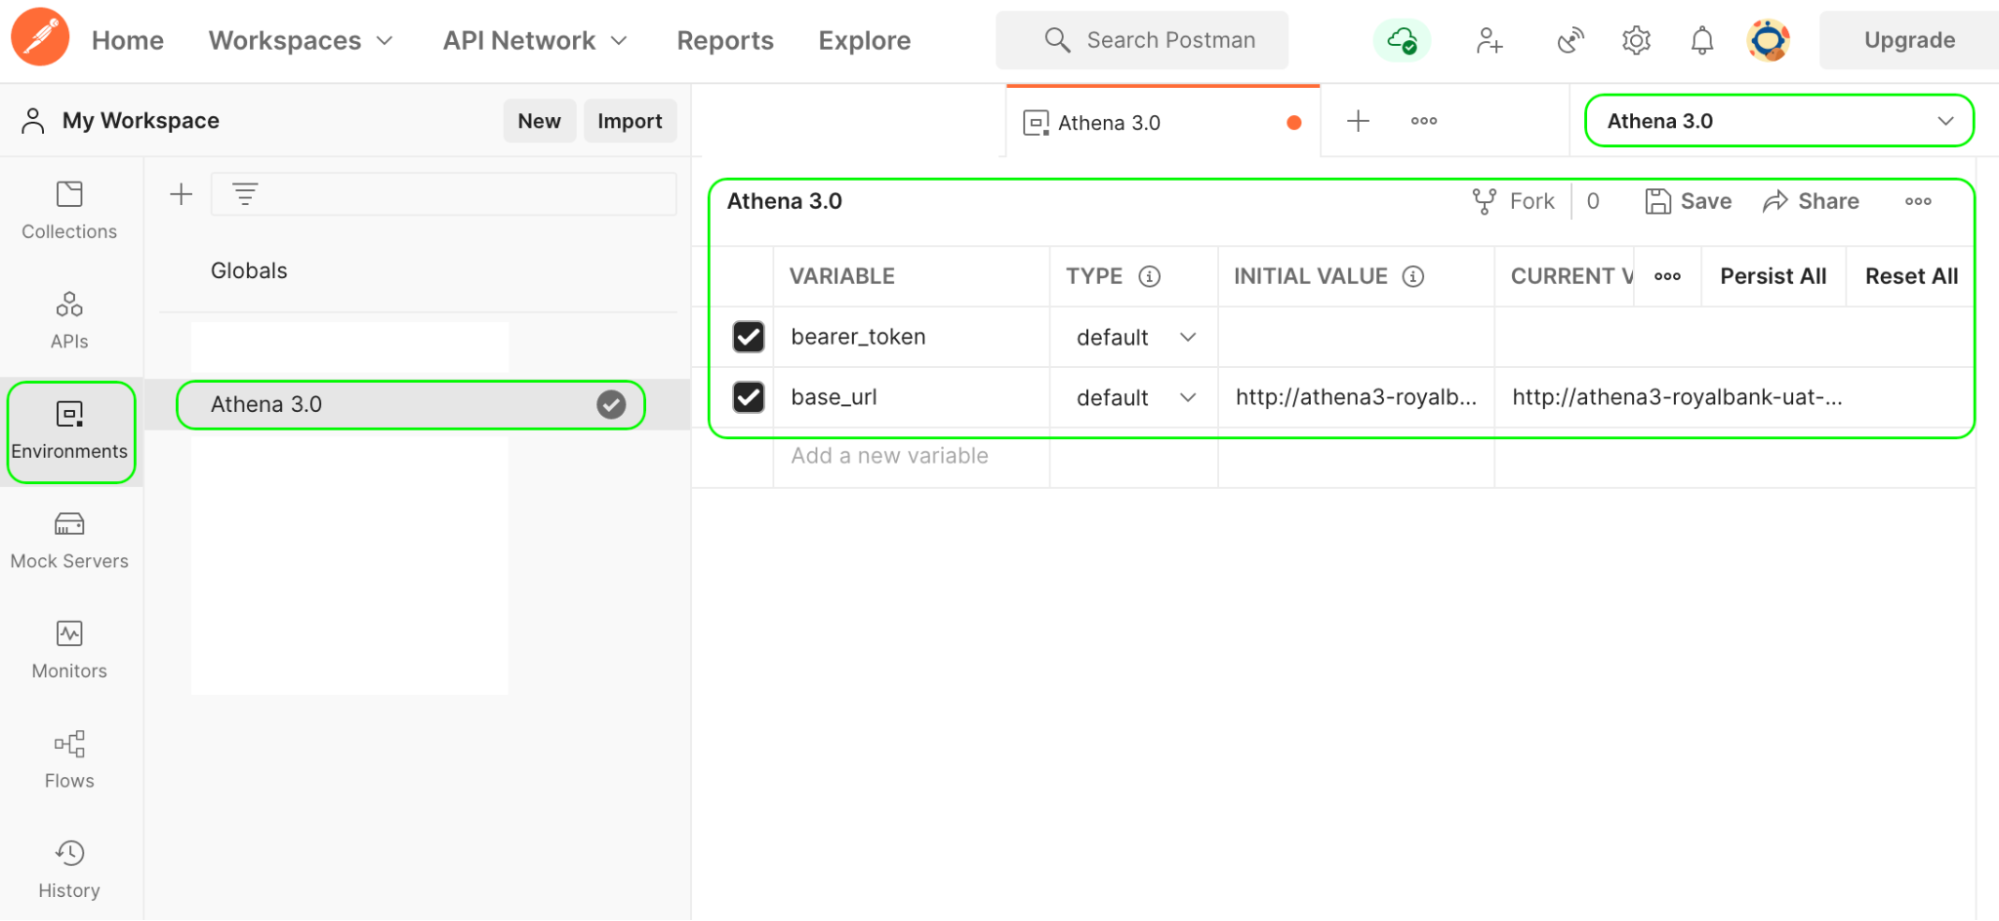 Home Workspaces API Network Reports Explore Search Postman Upgrade
My Workspace New Import
Athena 3.0
Athena 3.0
Collections
APIs
Environments
Mock Servers
Monitors
Flows
History
Globals
Athena 3.0
Athena 3.0 Fork 0 Save Share
VARIABLE TYPE INITIAL VALUE CURRENT V Persist All Reset All
bearer_token default
base_url default http://athena3-royalb... http://athena3-royalbank-uat-...
Add a new variable